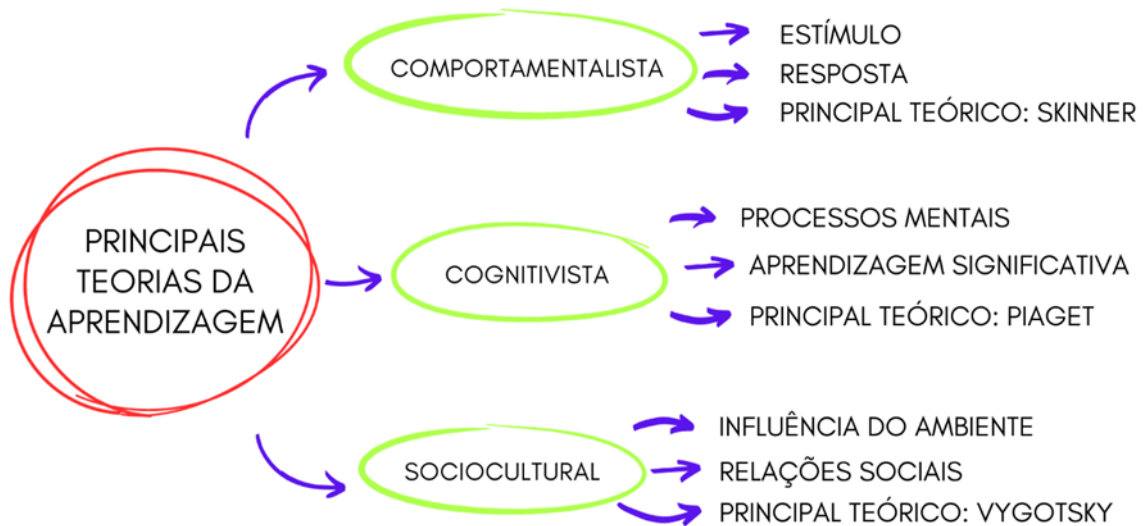 PRINCIPAIS
TEORIAS DA
APRENDIZAGEM
COMPORTAMENTALISTA
ESTÍMULO
RESPOSTA
PRINCIPAL TEÓRICO: SKINNER
COGNITIVISTA
PROCESSOS MENTAIS
APRENDIZAGEM SIGNIFICATIVA
PRINCIPAL TEÓRICO: PIAGET
SOCIOCULTURAL
INFLUÊNCIA DO AMBIENTE
RELAÇÕES SOCIAIS
PRINCIPAL TEÓRICO: VYGOTSKY